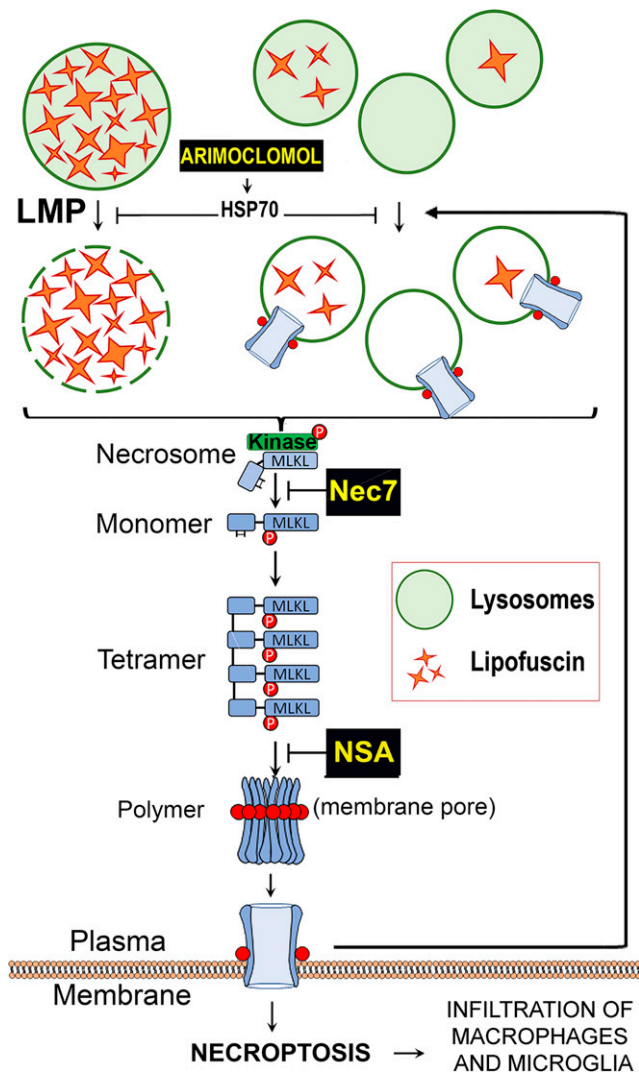 ARIMOCLOMOL
LMP
HSP70
Kinase
P
Necrosome
MLKL
Nec7
Monomer
MLKL
P
Lysosomes
Lipofuscin
Tetramer
MLKL
P
MLKL
P
MLKL
P
MLKL
P
NSA
Polymer
(membrane pore)
Plasma
Membrane
NECROPTOSIS
INFILTRATION OF
MACROPHAGES
AND MICROGLIA